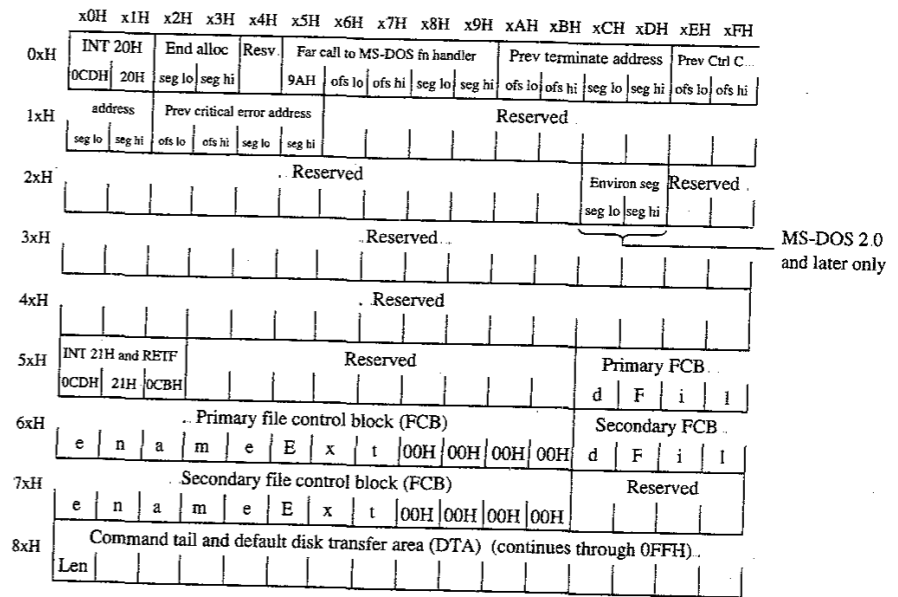 x0H x1H x2H x3H x4H x5H x6H x7H x8H x9H xAH xBH xCH xDH xEH xFH
0xH INT 20H End alloc Resv. Far call to MS-DOS fn handler Prev terminate address Prev Ctrl C...
0CDH 20H seg lo seg hi 9AH ofs lo ofs hi seg lo seg hi ofs lo ofs hi seg lo seg hi ofs lo ofs hi
1xH address Prev critical error address Reserved
seg lo seg hi ofs lo ofs hi seg lo seg hi
2xH Reserved Environ seg Reserved
seg lo seg hi
3xH Reserved
MS-DOS 2.0
and later only
4xH Reserved
5xH INT 21H and RETF Reserved Primary FCB
0CDH 21H 0CBH d F i l
6xH Primary file control block (FCB) Secondary FCB
e n a m e E x t 00H 00H 00H 00H d F i l
7xH Secondary file control block (FCB) Reserved
e n a m e E x t 00H 00H 00H 00H
8xH Command tail and default disk transfer area (DTA) (continues through 0FFH)
Len